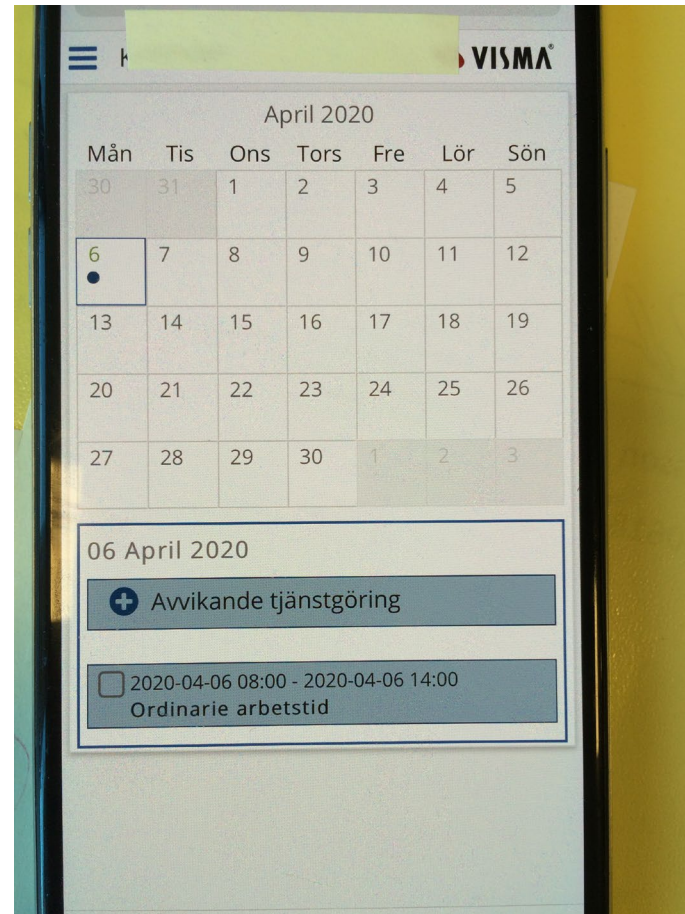 VISMA
April 2020
Mån Tis Ons Tors Fre Lör Sön
30 31 1 2 3 4 5
6 7 8 9 10 11 12
13 14 15 16 17 18 19
20 21 22 23 24 25 26
27 28 29 30 1 2 3
06 April 2020
Avvikande tjänstgöring
2020-04-06 08:00 - 2020-04-06 14:00
Ordinarie arbetstid